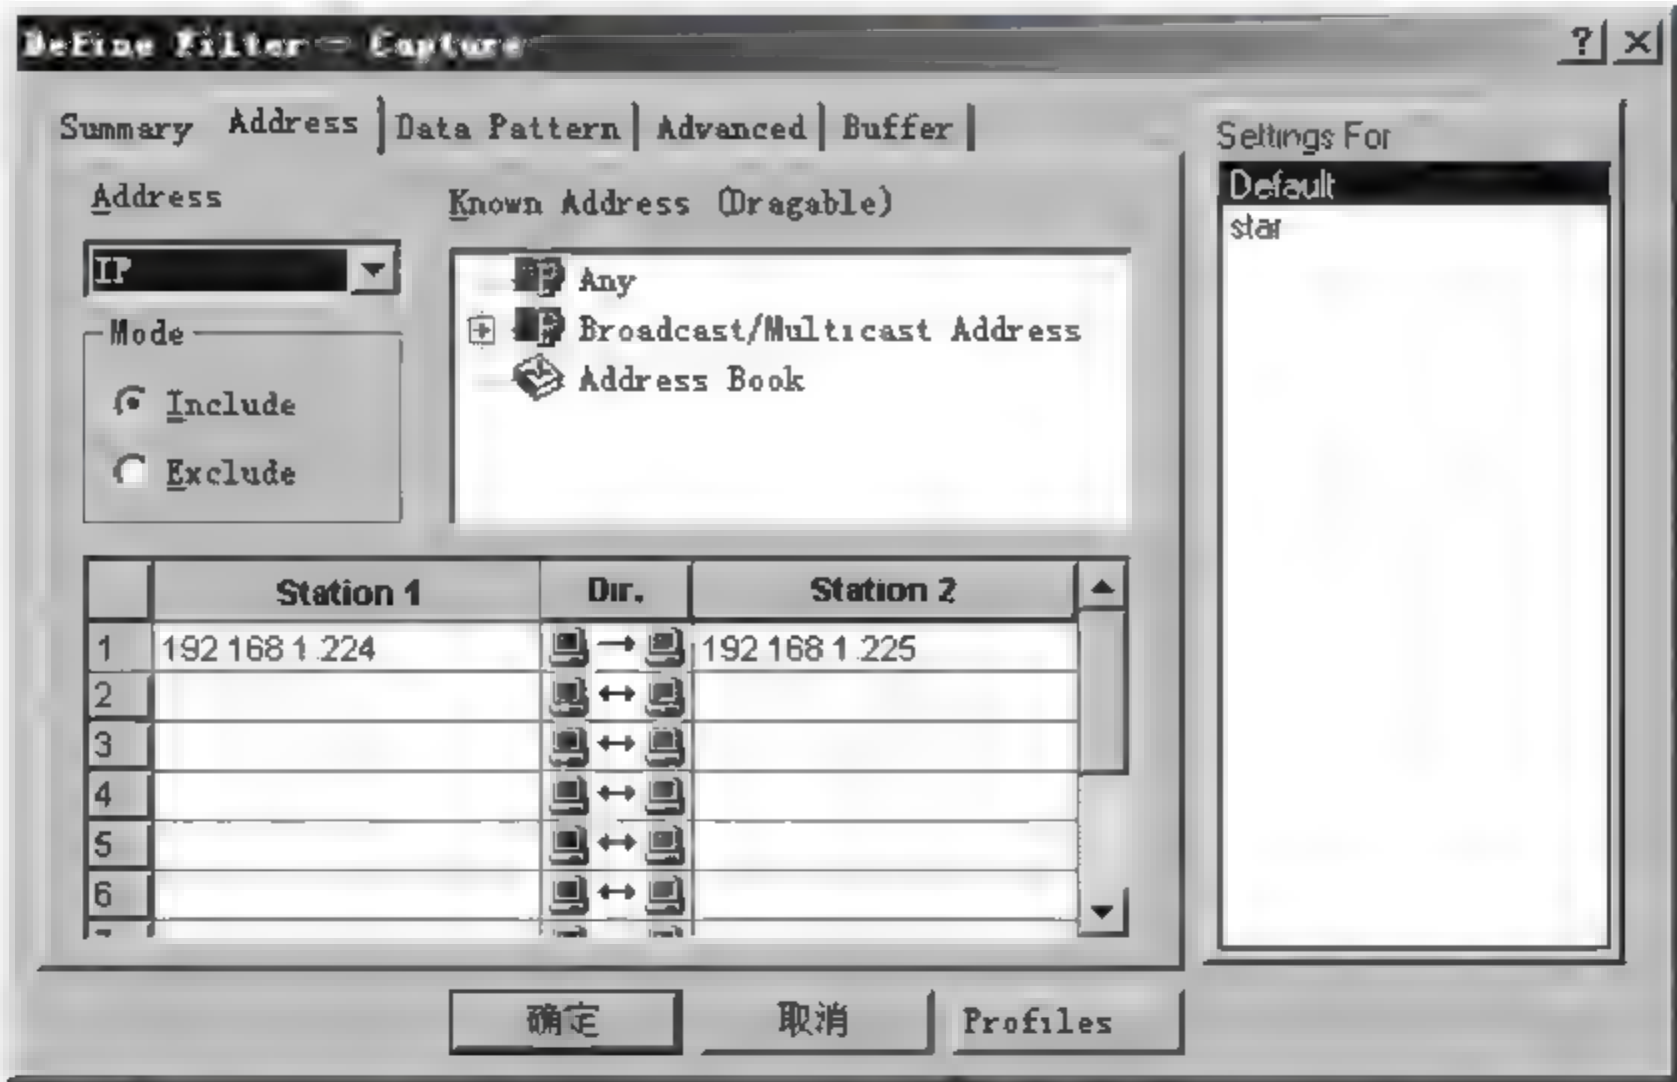 Define Filter - Capture
Summary Address Data Pattern Advanced Buffer
Settings For
Default
star
Address
IP
Known Address (Dragable)
Any
Broadcast/Multicast Address
Address Book
Mode
Include
Exclude
Station 1 Dir. Station 2
1 192.168.1.224 192.168.1.225
2
3
4
5
6
确定 取消 Profiles